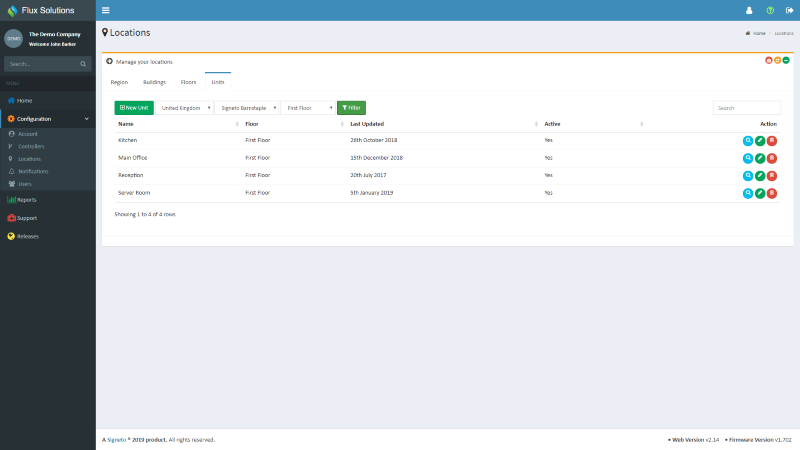 Flux Solutions
DEMO
The Demo Company
Welcome John Barker
Search...
MENU
Home
Configuration
Account
Controllers
Locations
Notifications
Users
Reports
Support
Releases
Locations
Home Locations
Manage your locations
Region Buildings Floors Units
New Unit United Kingdom Signeto Barnstaple First Floor Filter Search
Name Floor Last Updated Active Action
Kitchen First Floor 26th October 2018 Yes
Main Office First Floor 15th December 2018 Yes
Reception First Floor 20th July 2017 Yes
Server Room First Floor 5th January 2019 Yes
Showing 1 to 4 of 4 rows
A Signeto ® 2019 product. All rights reserved. • Web Version v2.14 • Firmware Version v1.702